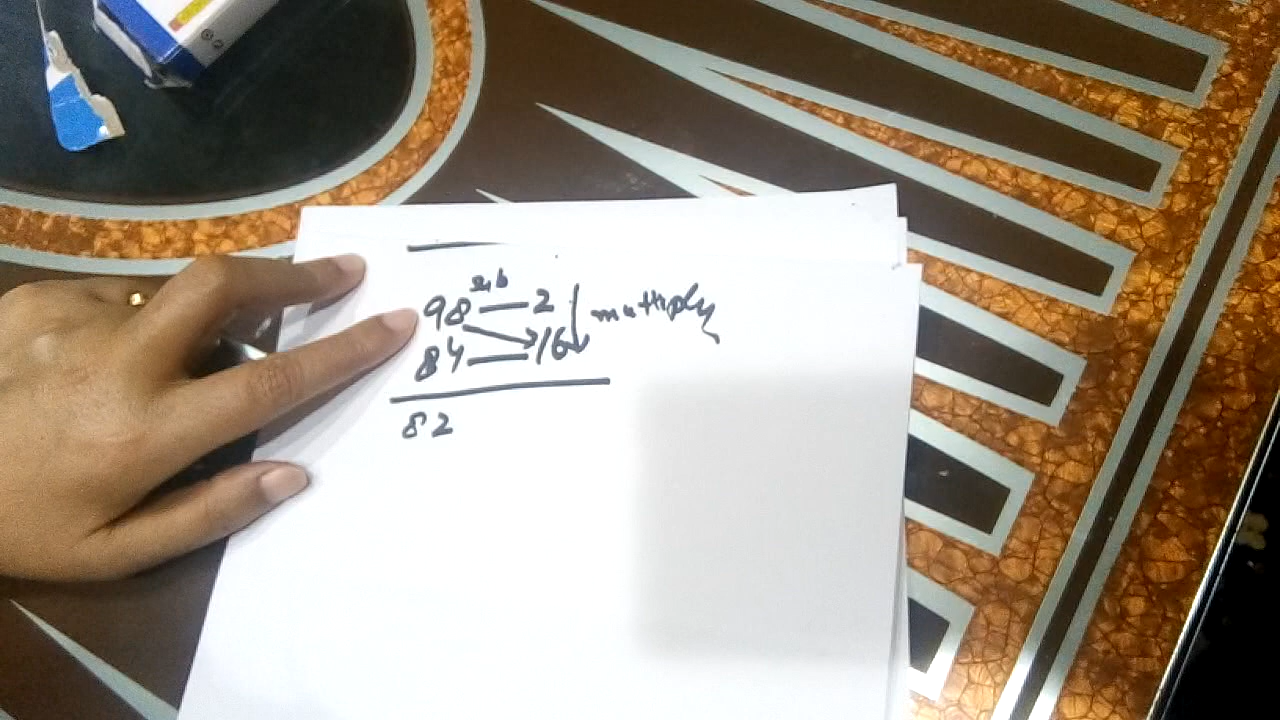 sub
98 — 2 multiply
84 — 16
82